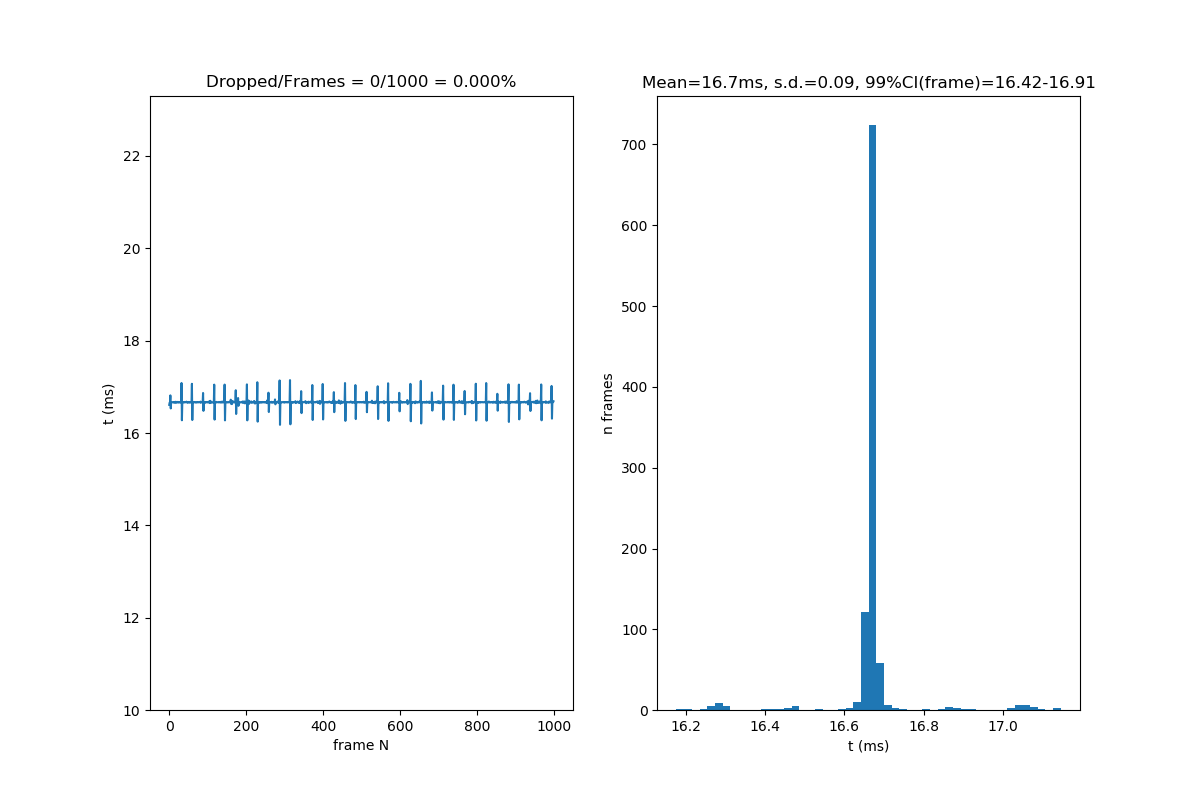 Dropped/Frames = 0/1000 = 0.000%
22
20
18
16
14
12
10
t (ms)
0 200 400 600 800 1000
frame N
Mean=16.7ms, s.d.=0.09, 99%CI(frame)=16.42-16.91
700
600
500
400
300
200
100
0
n frames
16.2 16.4 16.6 16.8 17.0
t (ms)